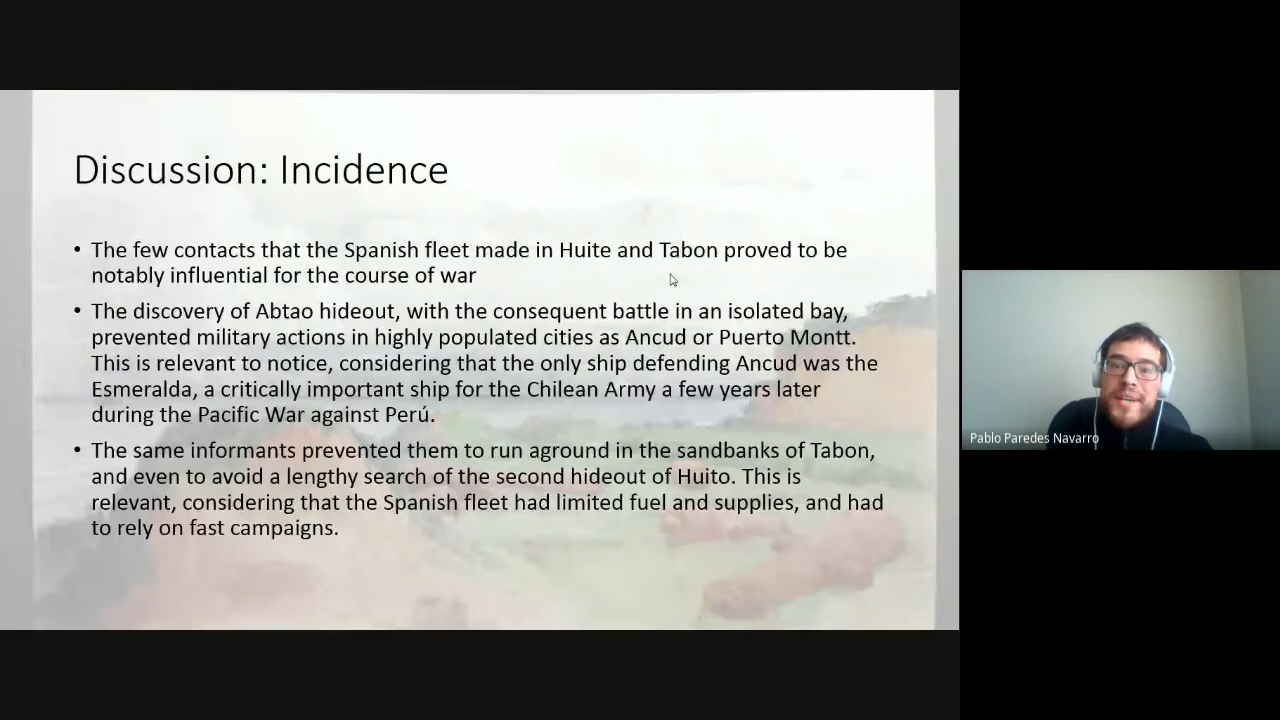 Discussion: Incidence
• The few contacts that the Spanish fleet made in Huite and Tabon proved to be
notably influential for the course of war
• The discovery of Abtao hideout, with the consequent battle in an isolated bay,
prevented military actions in highly populated cities as Ancud or Puerto Montt.
This is relevant to notice, considering that the only ship defending Ancud was the
Esmeralda, a critically important ship for the Chilean Army a few years later
during the Pacific War against Perú.
• The same informants prevented them to run aground in the sandbanks of Tabon,
and even to avoid a lengthy search of the second hideout of Huito. This is
relevant, considering that the Spanish fleet had limited fuel and supplies, and had
to rely on fast campaigns.
Pablo Paredes Navarro